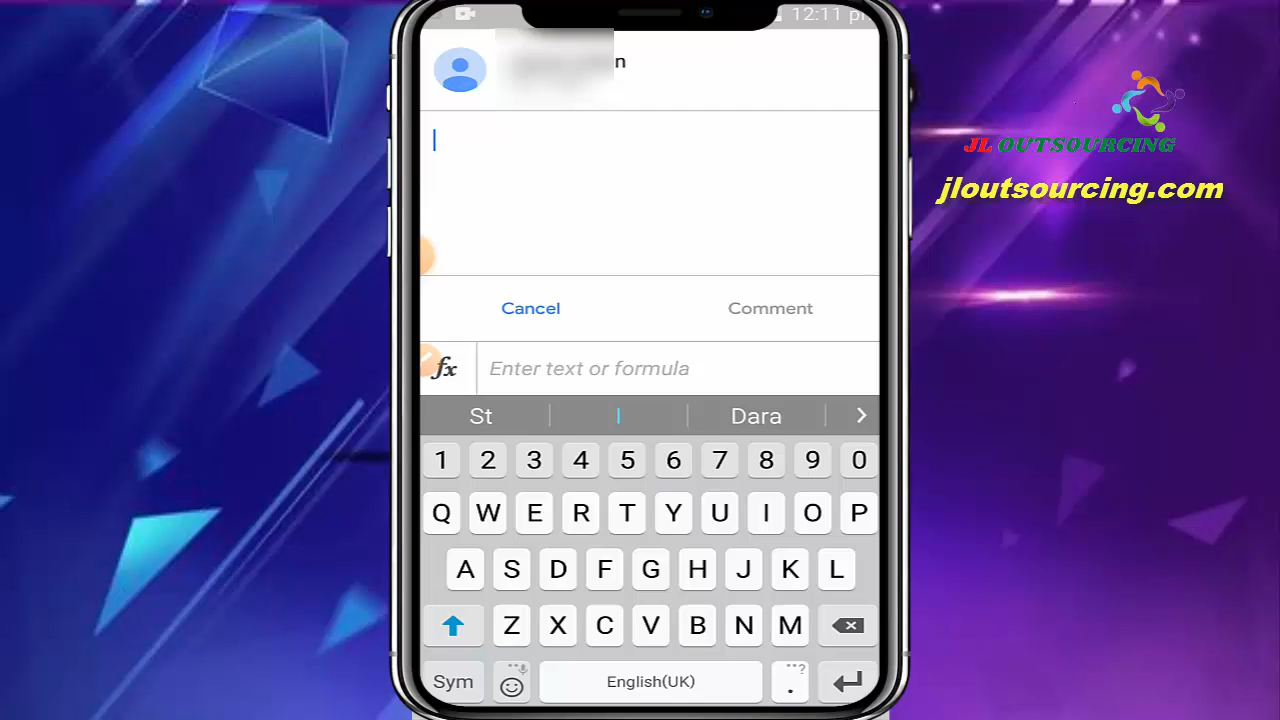 12:11
n
JL OUTSOURCING
jloutsourcing.com
Cancel Comment
fx Enter text or formula
St I Dara >
1 2 3 4 5 6 7 8 9 0
Q W E R T Y U I O P
A S D F G H J K L
Z X C V B N M
Sym English(UK) . ?